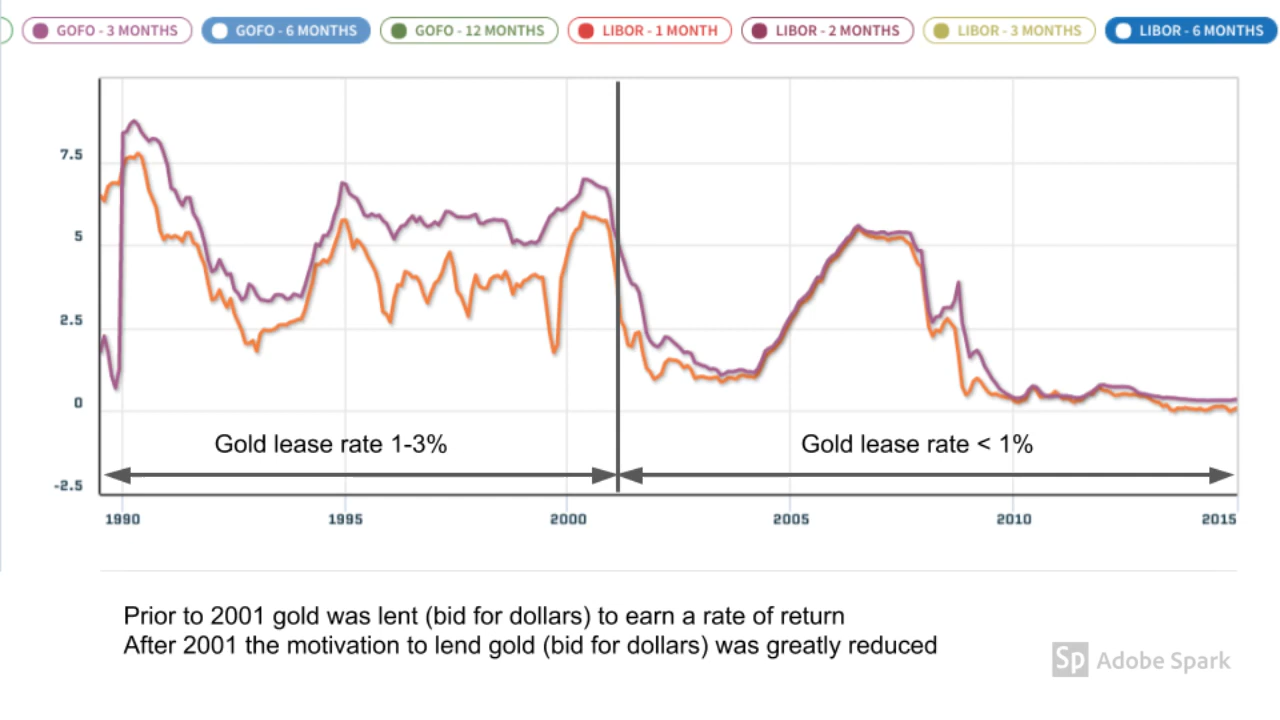 GOFO - 3 MONTHS GOFO - 6 MONTHS GOFO - 12 MONTHS LIBOR - 1 MONTH LIBOR - 2 MONTHS LIBOR - 3 MONTHS LIBOR - 6 MONTHS
7.5
5
2.5
0
Gold lease rate 1-3% Gold lease rate < 1%
-2.5
1990 1995 2000 2005 2010 2015
Prior to 2001 gold was lent (bid for dollars) to earn a rate of return
After 2001 the motivation to lend gold (bid for dollars) was greatly reduced
Sp Adobe Spark